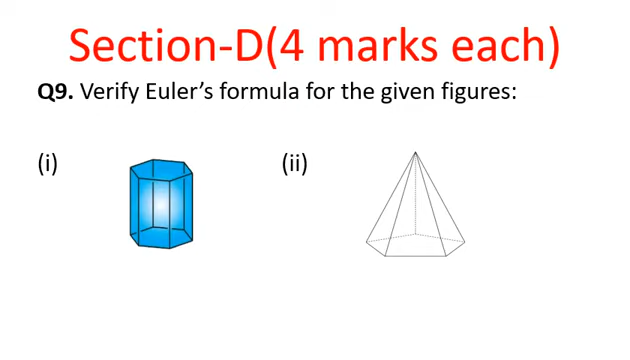 Section-D(4 marks each)
Q9. Verify Euler's formula for the given figures:
(i) (ii)